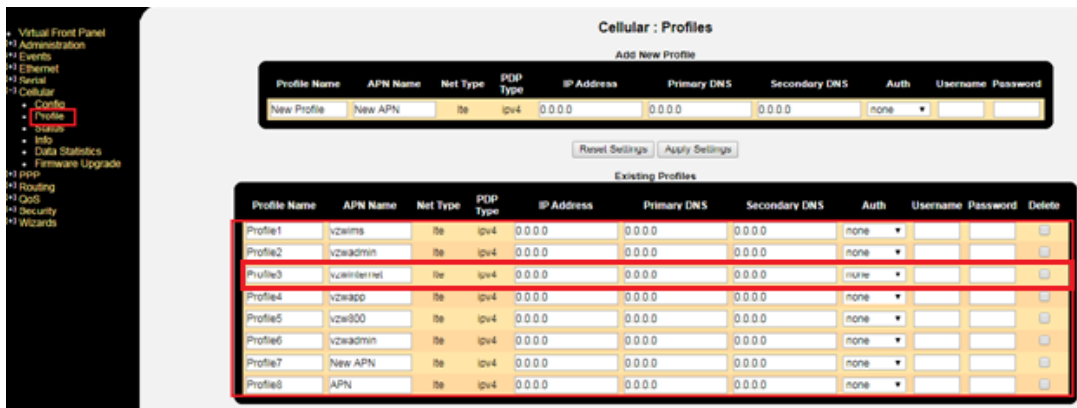 Virtual Front Panel
[+] Administration
[+] Events
[+] Ethernet
[+] Serial
[-] Cellular
Config
Profile
Status
Info
Data Statistics
Firmware Upgrade
[+] PPP
[+] Routing
[+] QoS
[+] Security
[+] Wizards
Cellular : Profiles
Add New Profile
Profile Name APN Name Net Type PDP Type IP Address Primary DNS Secondary DNS Auth Username Password
New Profile New APN lte ipv4 0.0.0.0 0.0.0.0 0.0.0.0 none
Reset Settings Apply Settings
Existing Profiles
Profile Name APN Name Net Type PDP Type IP Address Primary DNS Secondary DNS Auth Username Password Delete
Profile1 vzwims lte ipv4 0.0.0.0 0.0.0.0 0.0.0.0 none
Profile2 vzwadmin lte ipv4 0.0.0.0 0.0.0.0 0.0.0.0 none
Profile3 vzwinternet lte ipv4 0.0.0.0 0.0.0.0 0.0.0.0 none
Profile4 vzwapp lte ipv4 0.0.0.0 0.0.0.0 0.0.0.0 none
Profile5 vzw800 lte ipv4 0.0.0.0 0.0.0.0 0.0.0.0 none
Profile6 vzwadmin lte ipv4 0.0.0.0 0.0.0.0 0.0.0.0 none
Profile7 New APN lte ipv4 0.0.0.0 0.0.0.0 0.0.0.0 none
Profile8 APN lte ipv4 0.0.0.0 0.0.0.0 0.0.0.0 none